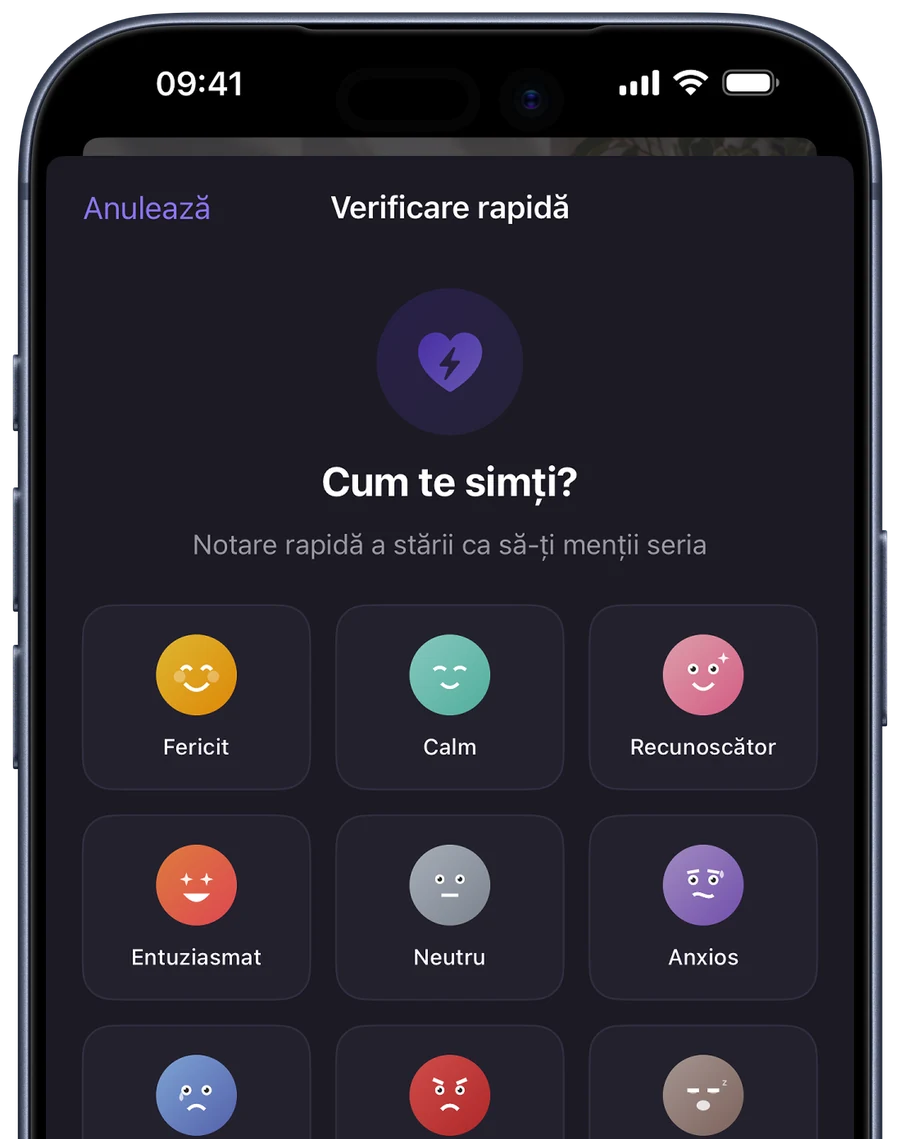 09:41
Anulează
Verificare rapidă
Cum te simți?
Notare rapidă a stării ca să-ți menții seria
Fericit
Calm
Recunoscător
Entuziasmat
Neutru
Anxios
z